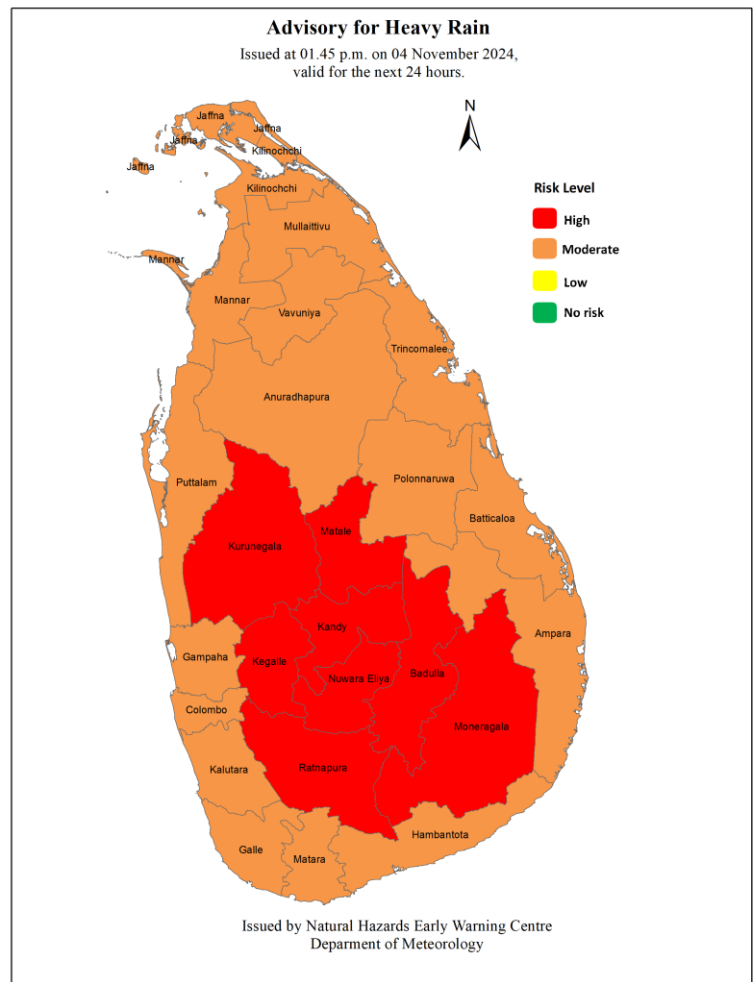 Advisory for Heavy Rain
Issued at 01.45 p.m. on 04 November 2024,
valid for the next 24 hours.
N
Jaffna
Jaffna
Jaffna
Kilinochchi
Jaffna
Kilinochchi
Risk Level
High
Mullaittivu
Moderate
Mannar
Low
Mannar
Vavuniya
No risk
Trincomalee
Anuradhapura
Puttalam
Polonnaruwa
Batticaloa
Matale
Kurunegala
Kandy
Ampara
Gampaha
Kegalle
Nuwara Eliya
Badulla
Colombo
Moneragala
Kalutara
Ratnapura
Hambantota
Galle
Matara
Issued by Natural Hazards Early Warning Centre
Deparment of Meteorology